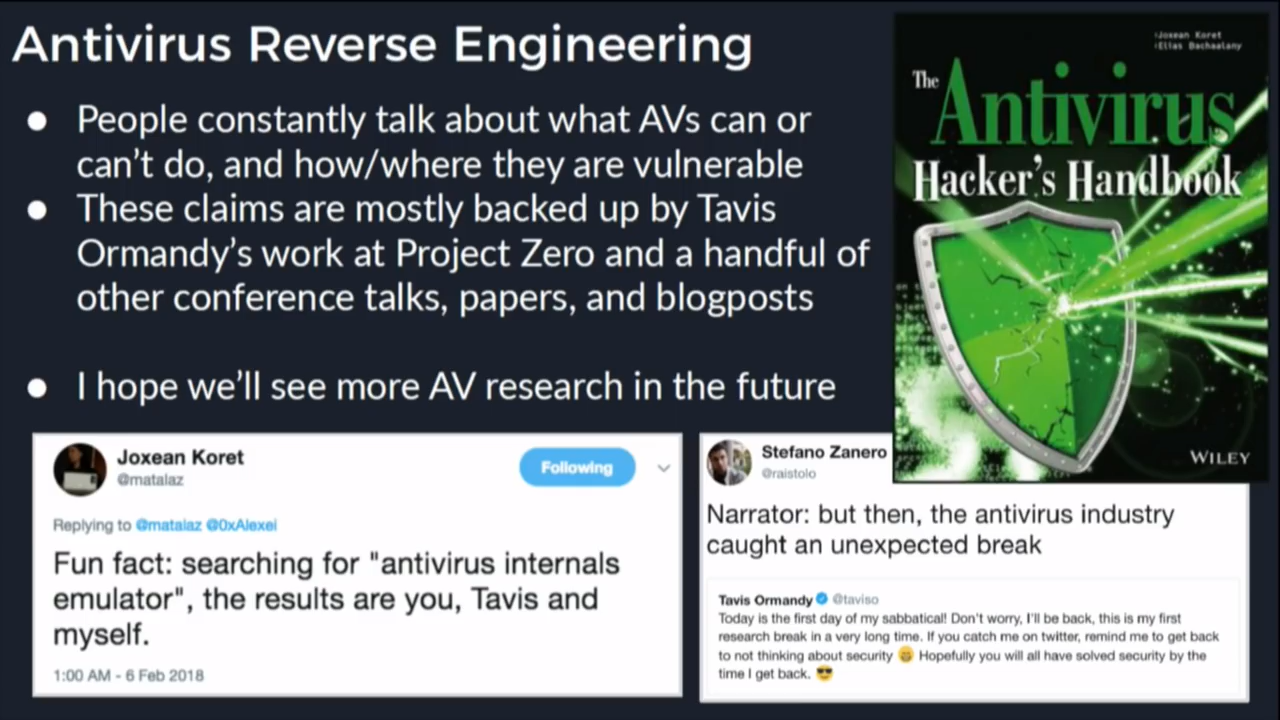 Antivirus Reverse Engineering
● People constantly talk about what AVs can or
can't do, and how/where they are vulnerable
● These claims are mostly backed up by Tavis
Ormandy's work at Project Zero and a handful of
other conference talks, papers, and blogposts
● I hope we'll see more AV research in the future
Joxean Koret
Elias Bachaalany
The
Antivirus
Hacker's Handbook
WILEY
Joxean Koret
@matalaz
Following
Replying to @matalaz @0xAlexei
Fun fact: searching for "antivirus internals
emulator", the results are you, Tavis and
myself.
1:00 AM - 6 Feb 2018
Stefano Zanero
@raistolo
Narrator: but then, the antivirus industry
caught an unexpected break
Tavis Ormandy @taviso
Today is the first day of my sabbatical! Don't worry, I'll be back, this is my first
research break in a very long time. If you catch me on twitter, remind me to get back
to not thinking about security 😁 Hopefully you will all have solved security by the
time I get back. 😎